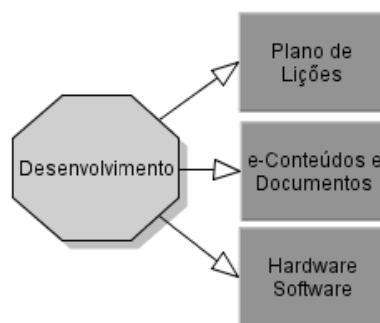 Desenvolvimento
Plano de
Lições
e-Conteúdos e
Documentos
Hardware
Software